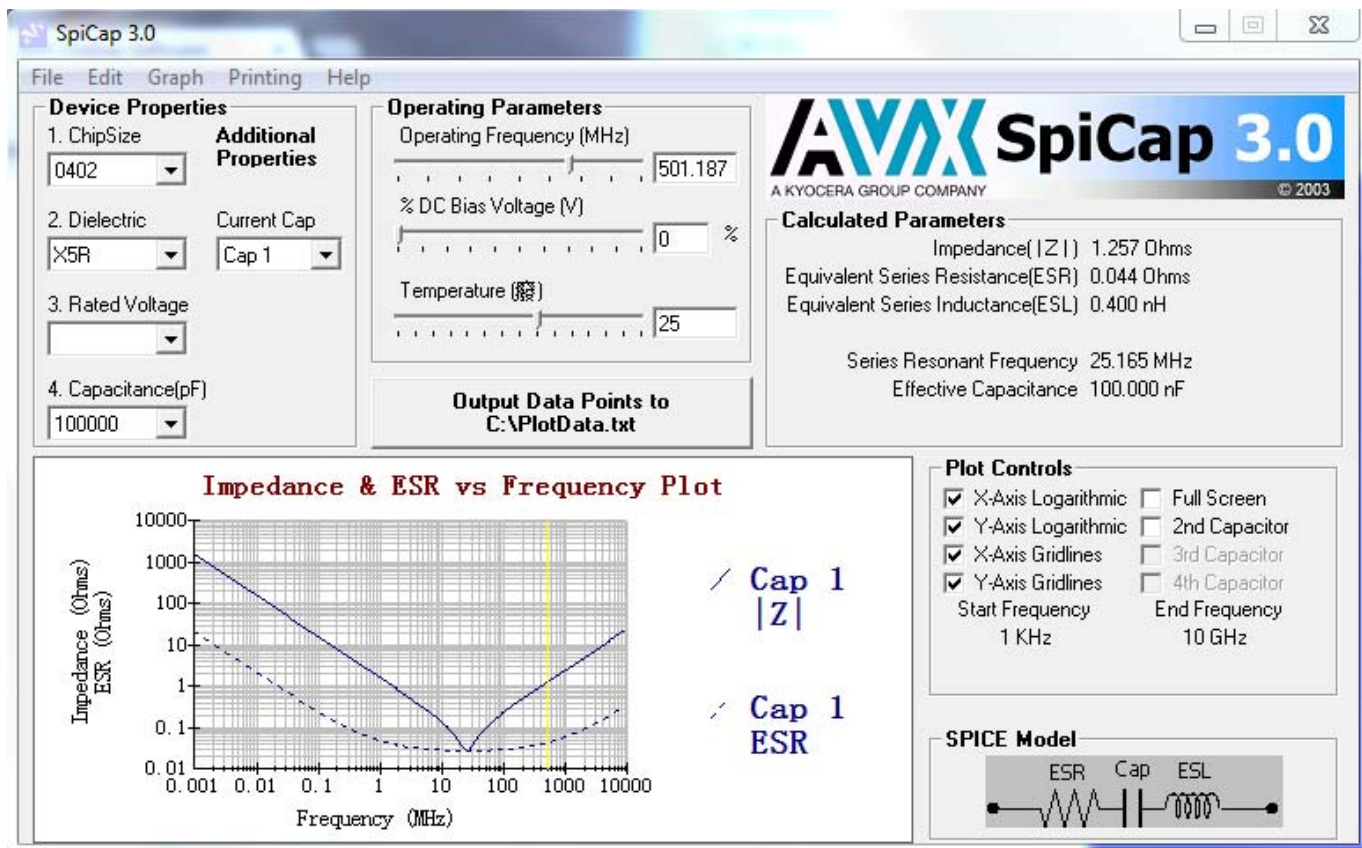 SpiCap 3.0
File Edit Graph Printing Help
Device Properties
1. ChipSize
Additional
Properties
0402
2. Dielectric
Current Cap
X5R
Cap 1
3. Rated Voltage
4. Capacitance(pF)
100000
Operating Parameters
Operating Frequency (MHz)
501.187
% DC Bias Voltage (V)
0 %
Temperature (癈)
25
Output Data Points to
C:\PlotData.txt
AVX SpiCap 3.0
A KYOCERA GROUP COMPANY
© 2003
Calculated Parameters
Impedance(|Z|) 1.257 Ohms
Equivalent Series Resistance(ESR) 0.044 Ohms
Equivalent Series Inductance(ESL) 0.400 nH
Series Resonant Frequency 25.165 MHz
Effective Capacitance 100.000 nF
Impedance & ESR vs Frequency Plot
Impedance (Ohms)
ESR (Ohms)
10000
1000
100
10
1
0.1
0.01
0.001 0.01 0.1 1 10 100 1000 10000
Frequency (MHz)
Cap 1
|Z|
Cap 1
ESR
Plot Controls
X-Axis Logarithmic Full Screen
Y-Axis Logarithmic 2nd Capacitor
X-Axis Gridlines 3rd Capacitor
Y-Axis Gridlines 4th Capacitor
Start Frequency End Frequency
1 KHz 10 GHz
SPICE Model
ESR Cap ESL